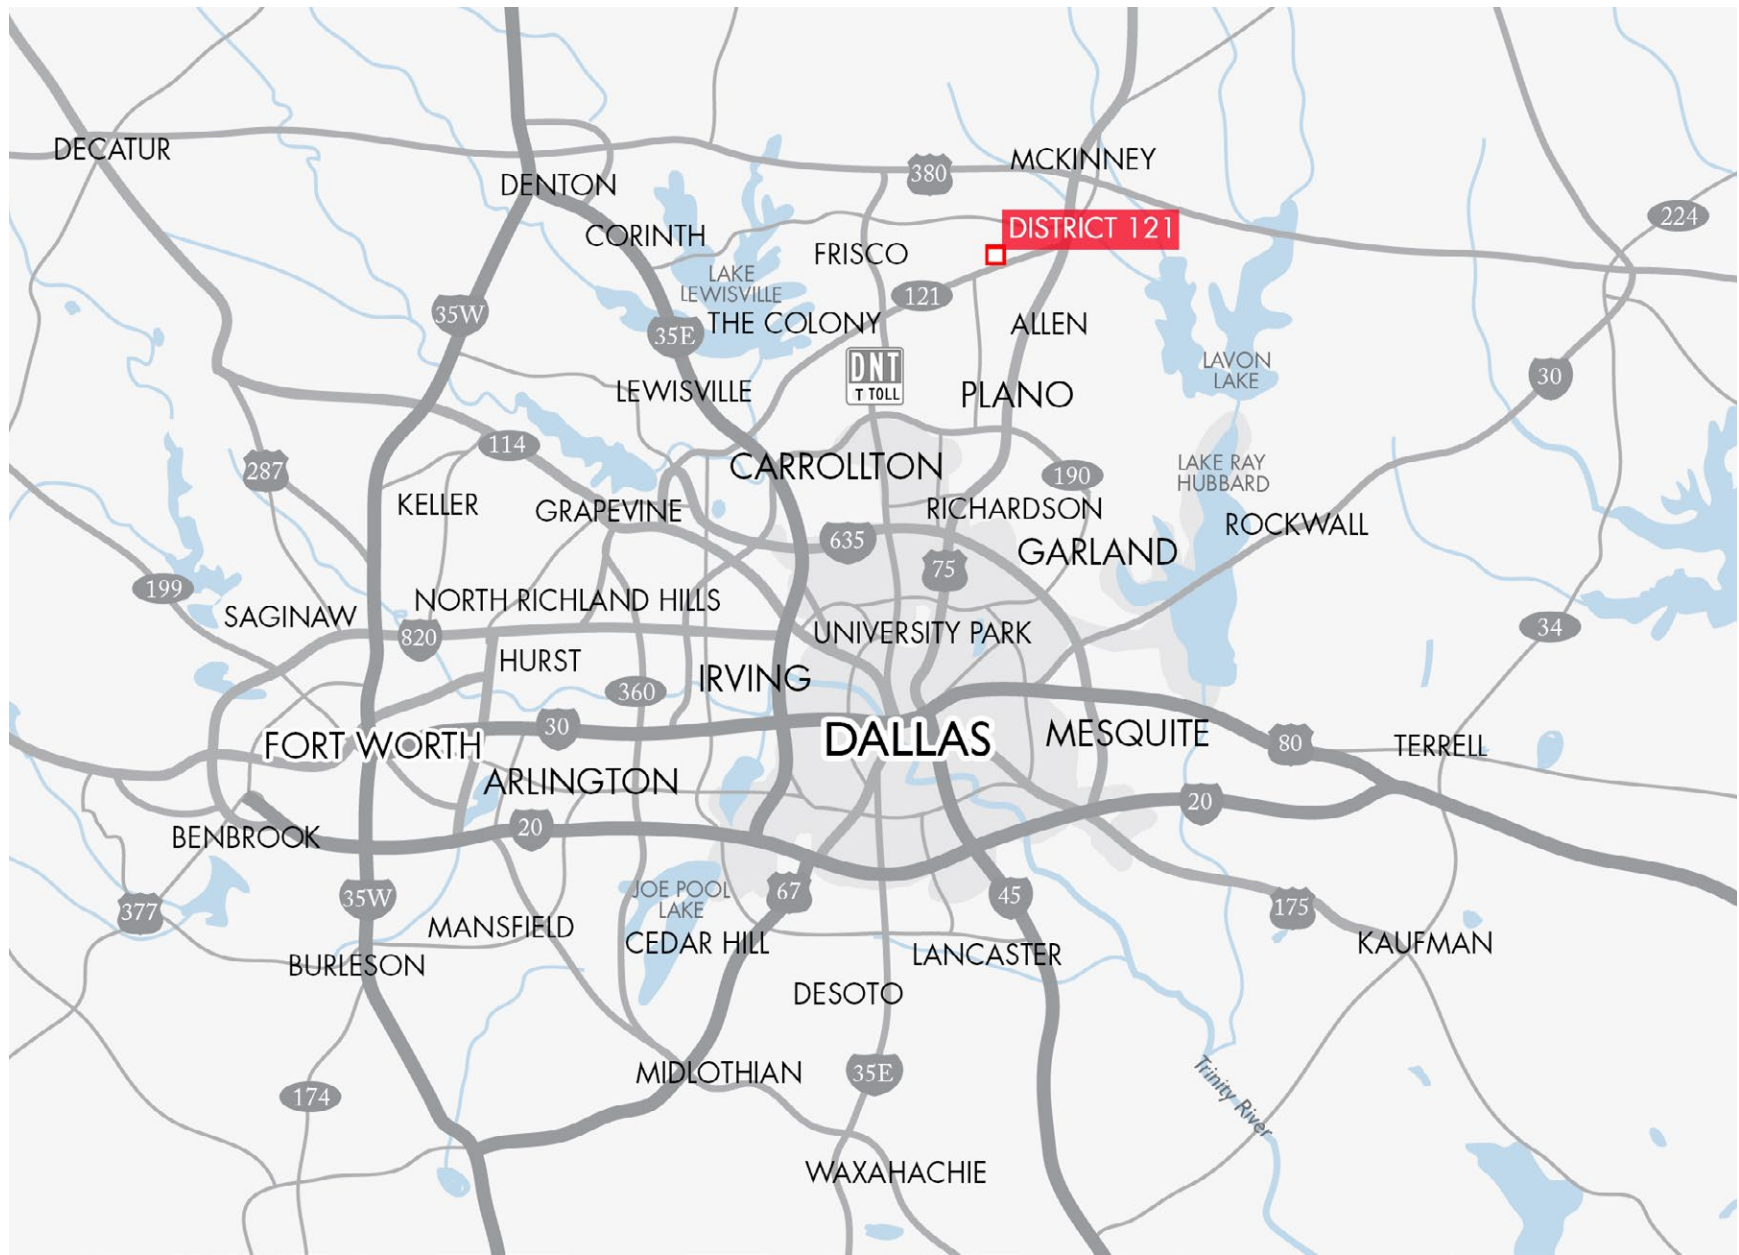 DECATUR
MCKINNEY
380
DENTON
224
DISTRICT 121
CORINTH
FRISCO
LAKE
LEWISVILLE
121
35W
35E
THE COLONY
ALLEN
DNT
T TOLL
LAVON
LAKE
30
LEWISVILLE
PLANO
114
287
CARROLLTON
190
LAKE RAY
HUBBARD
KELLER
GRAPEVINE
RICHARDSON
ROCKWALL
635
GARLAND
75
199
NORTH RICHLAND HILLS
SAGINAW
820
UNIVERSITY PARK
34
HURST
IRVING
360
30
FORT WORTH
DALLAS
MESQUITE
80
TERRELL
ARLINGTON
20
20
BENBROOK
JOE POOL
LAKE
67
45
35W
377
175
MANSFIELD
CEDAR HILL
LANCASTER
KAUFMAN
BURLESON
DESOTO
MIDLOTHIAN
35E
174
Trinity River
WAXAHACHIE